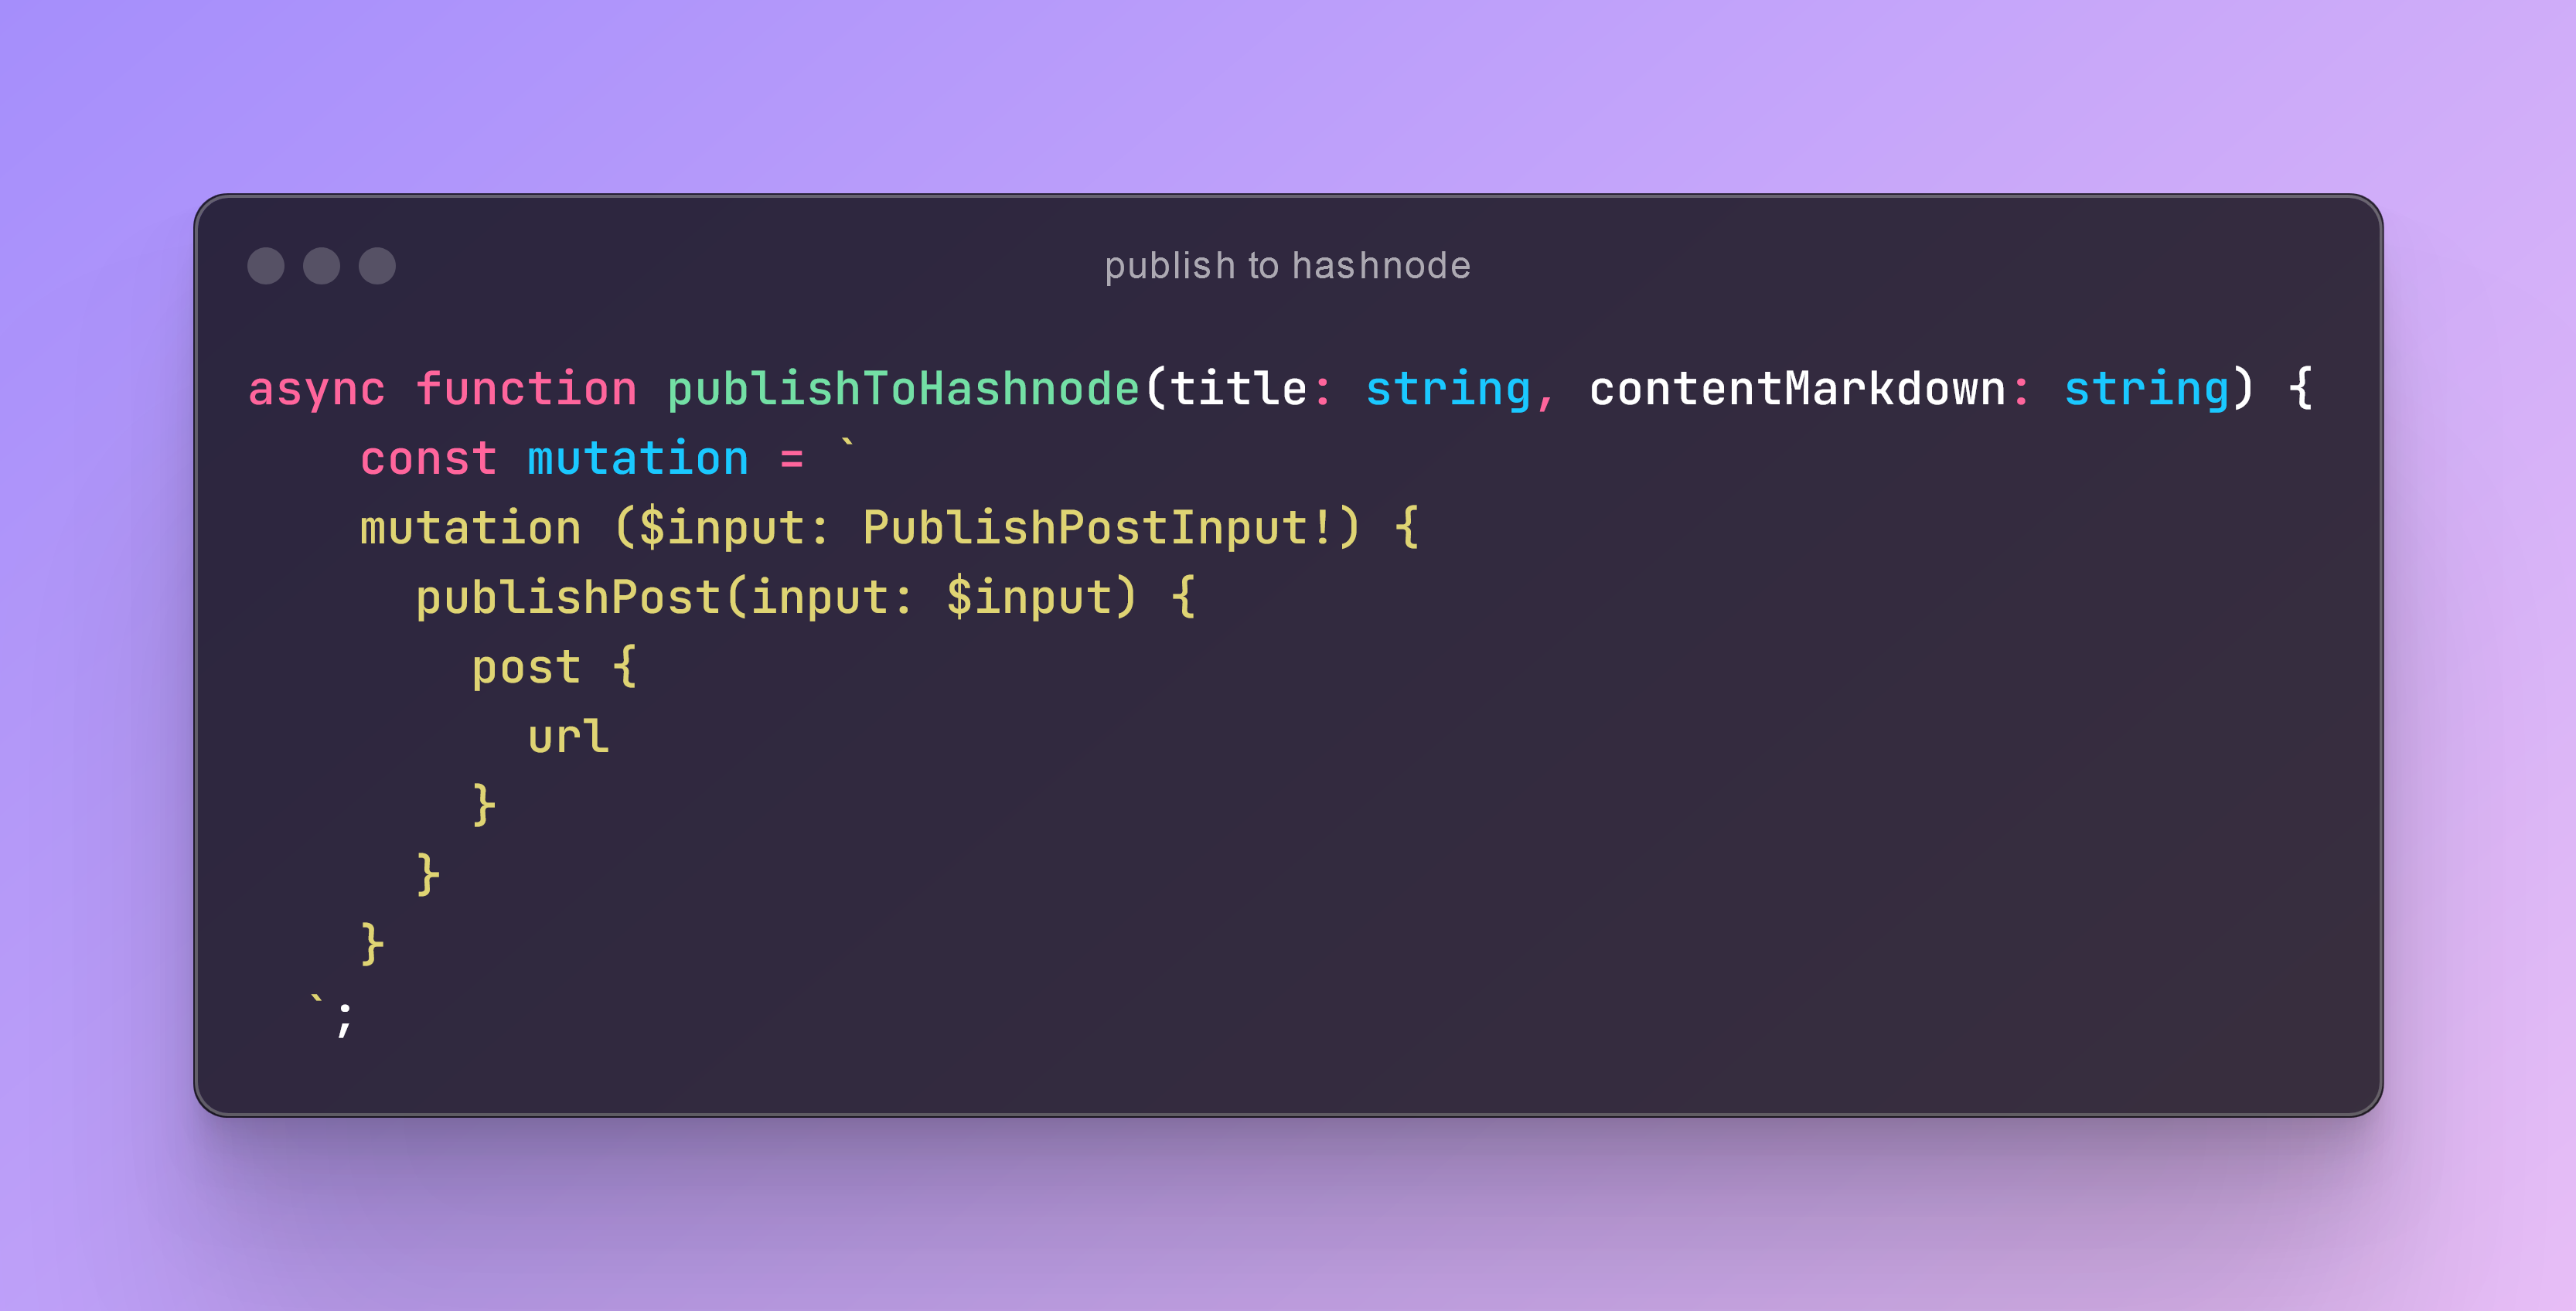 publish to hashnode
async function publishToHashnode(title: string, contentMarkdown: string) {
    const mutation = `
    mutation ($input: PublishPostInput!) {
      publishPost(input: $input) {
        post {
          url
        }
      }
    }
  `;